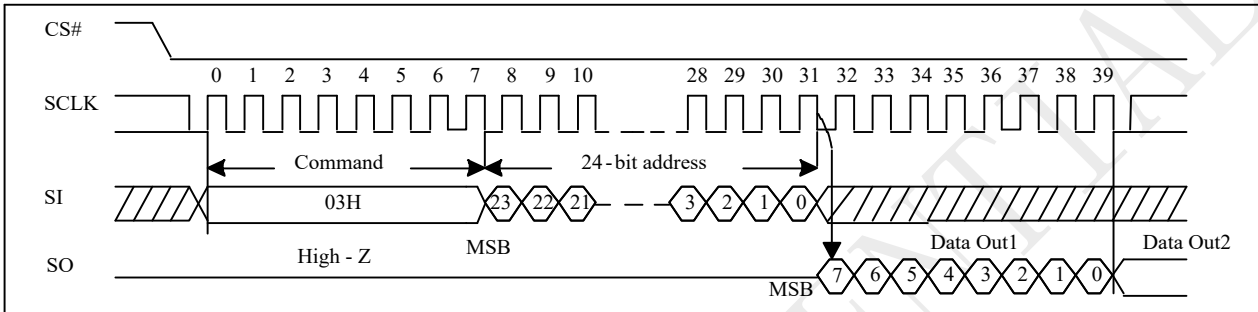 CS#
0 1 2 3 4 5 6 7 8 9 10 28 29 30 31 32 33 34 35 36 37 38 39
SCLK
Command 24-bit address
SI 03H 23 22 21 3 2 1 0
High - Z MSB Data Out1 Data Out2
SO 7 6 5 4 3 2 1 0
MSB